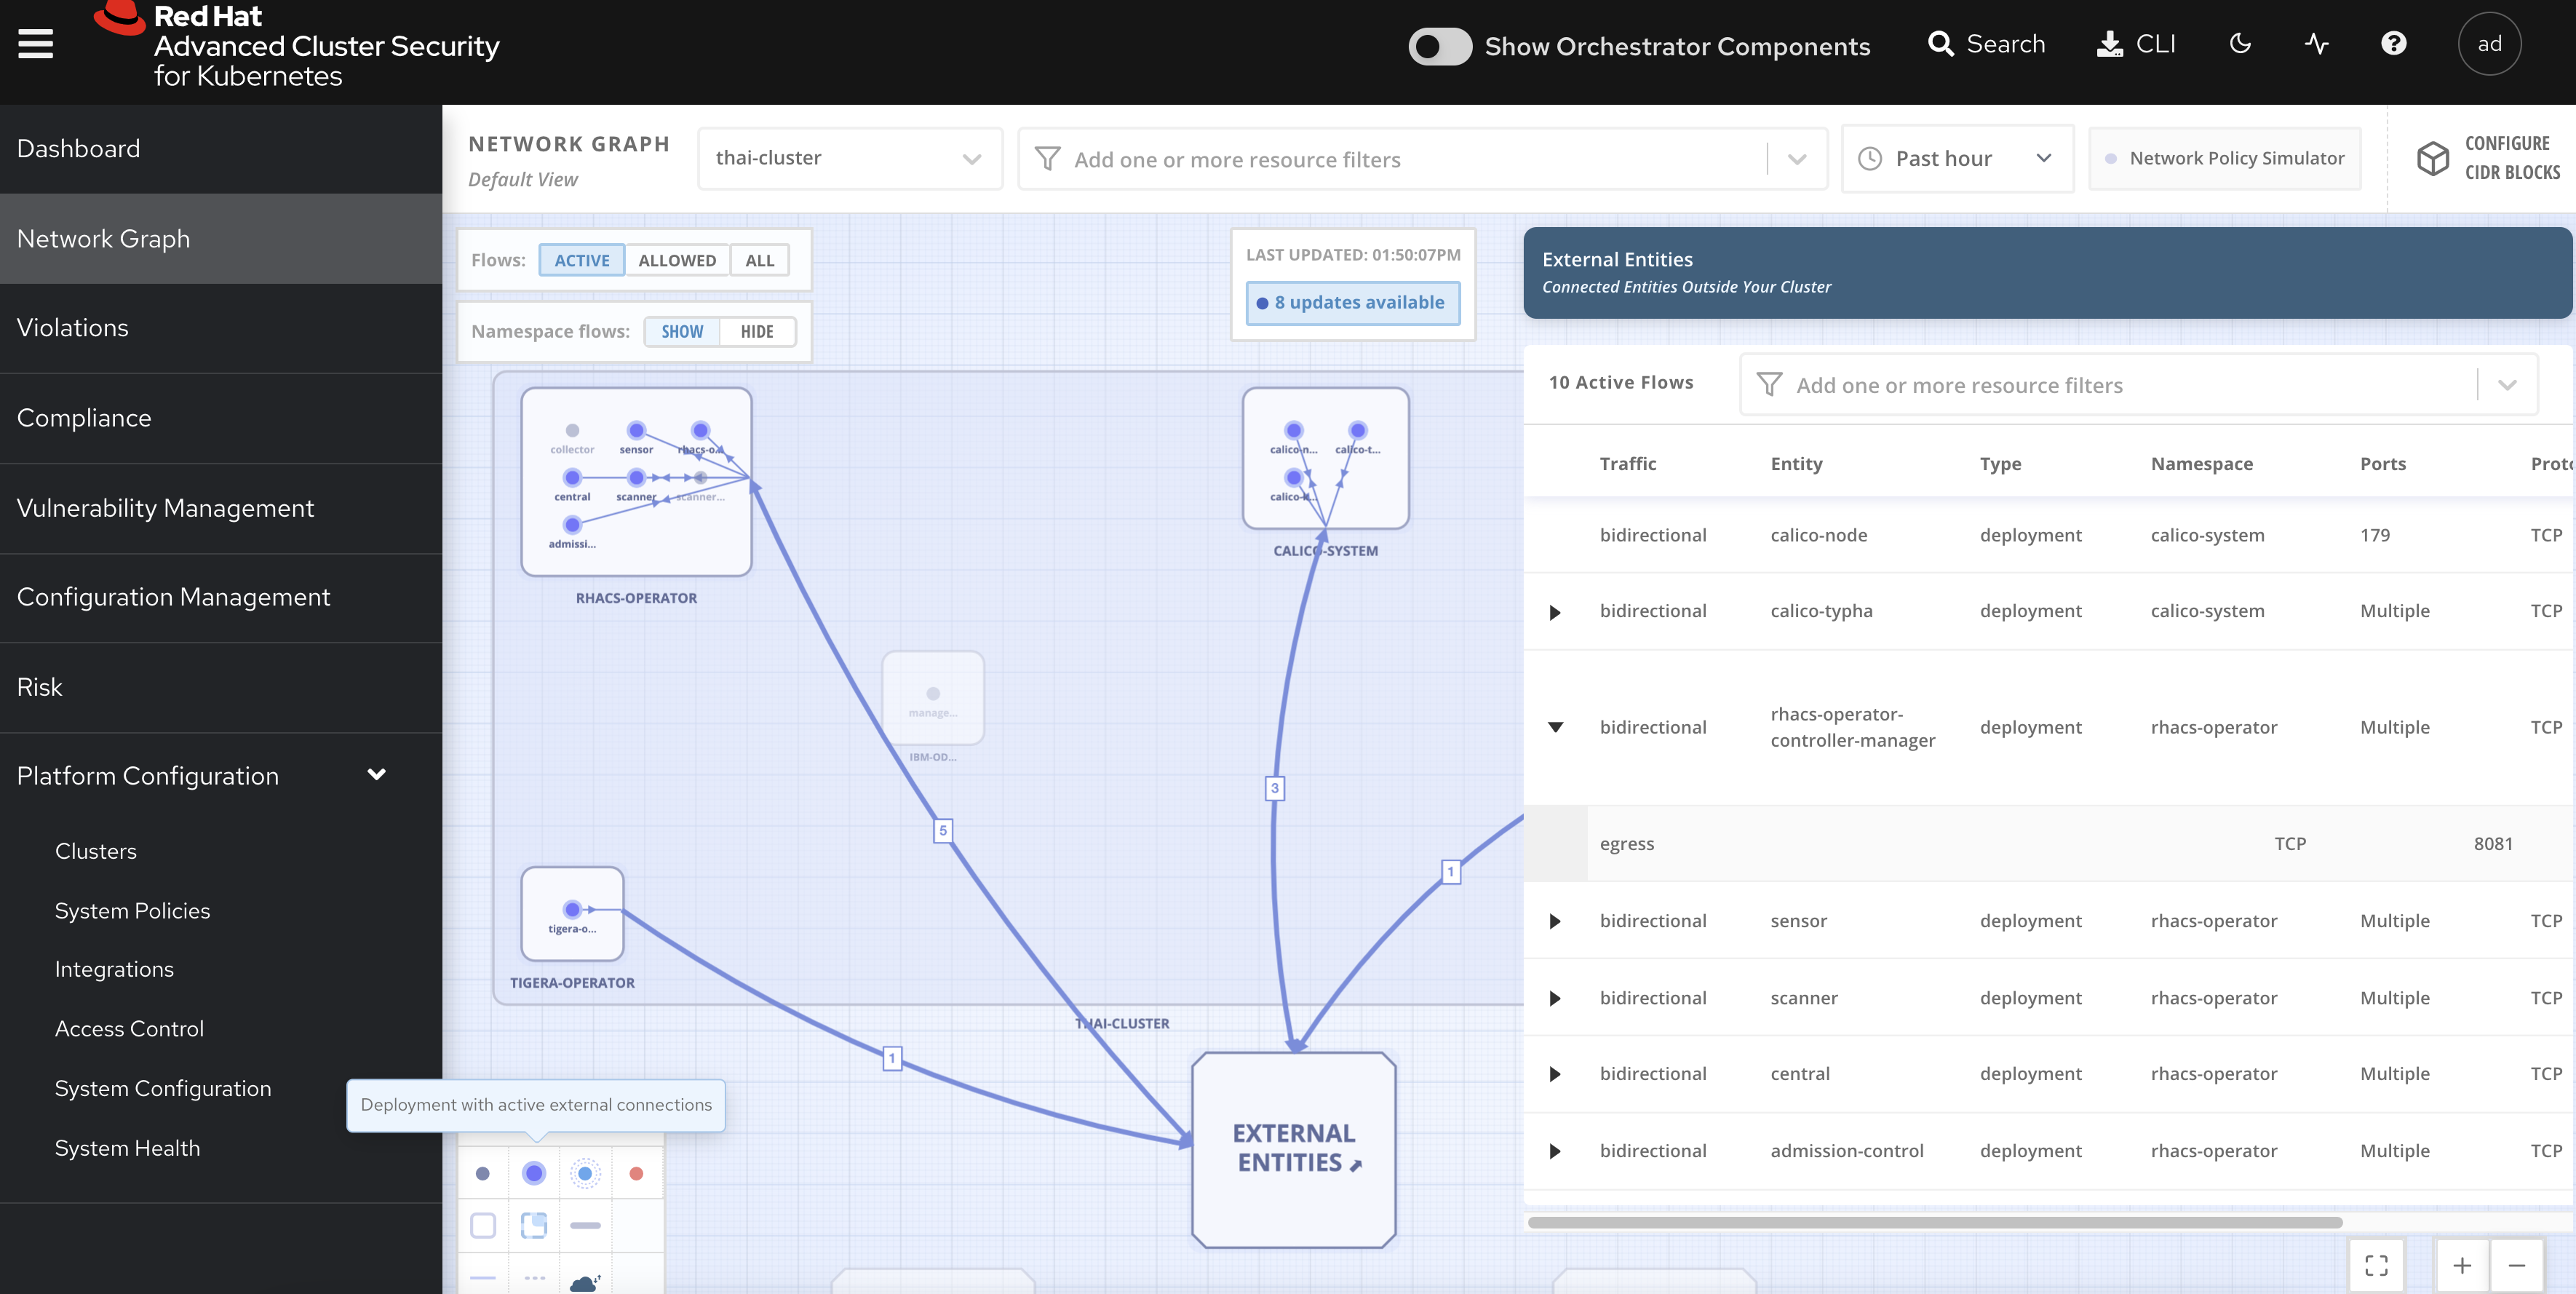 Red Hat
Advanced Cluster Security
for Kubernetes
Show Orchestrator Components
Search
CLI
ad
Dashboard
Network Graph
Violations
Compliance
Vulnerability Management
Configuration Management
Risk
Platform Configuration
Clusters
System Policies
Integrations
Access Control
System Configuration
System Health
NETWORK GRAPH
Default View
thai-cluster
Add one or more resource filters
Past hour
Network Policy Simulator
CONFIGURE
CIDR BLOCKS
Flows: ACTIVE ALLOWED ALL
Namespace flows: SHOW HIDE
LAST UPDATED: 01:50:07PM
8 updates available
collector sensor rhacs-o...
central scanner scanner...
admissi...
RHACS-OPERATOR
calico-n... calico-t...
calico-k...
CALICO-SYSTEM
manage...
IBM-OD...
5
3
1
tigera-o...
TIGERA-OPERATOR
THAI-CLUSTER
1
EXTERNAL
ENTITIES
Deployment with active external connections
External Entities
Connected Entities Outside Your Cluster
10 Active Flows
Add one or more resource filters
Traffic Entity Type Namespace Ports Proto
bidirectional calico-node deployment calico-system 179 TCP
bidirectional calico-typha deployment calico-system Multiple TCP
bidirectional rhacs-operator-
controller-manager deployment rhacs-operator Multiple TCP
egress TCP 8081
bidirectional sensor deployment rhacs-operator Multiple TCP
bidirectional scanner deployment rhacs-operator Multiple TCP
bidirectional central deployment rhacs-operator Multiple TCP
bidirectional admission-control deployment rhacs-operator Multiple TCP